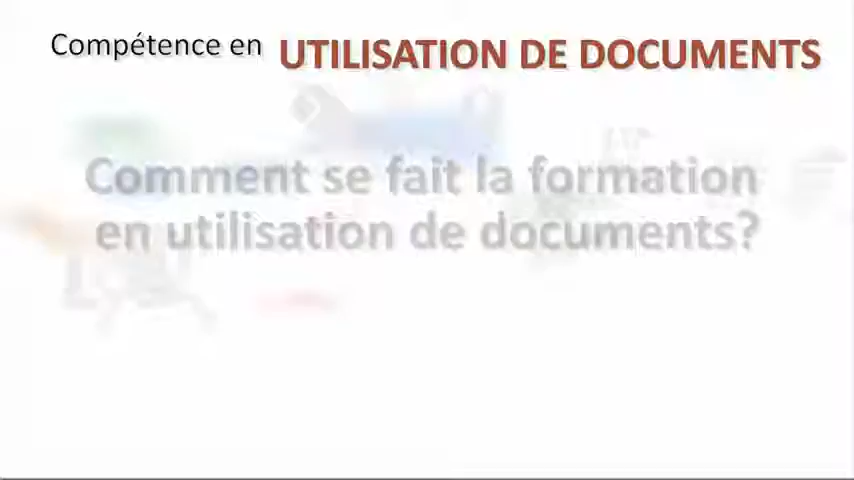 Compétence en UTILISATION DE DOCUMENTS
Comment se fait la formation
en utilisation de documents?